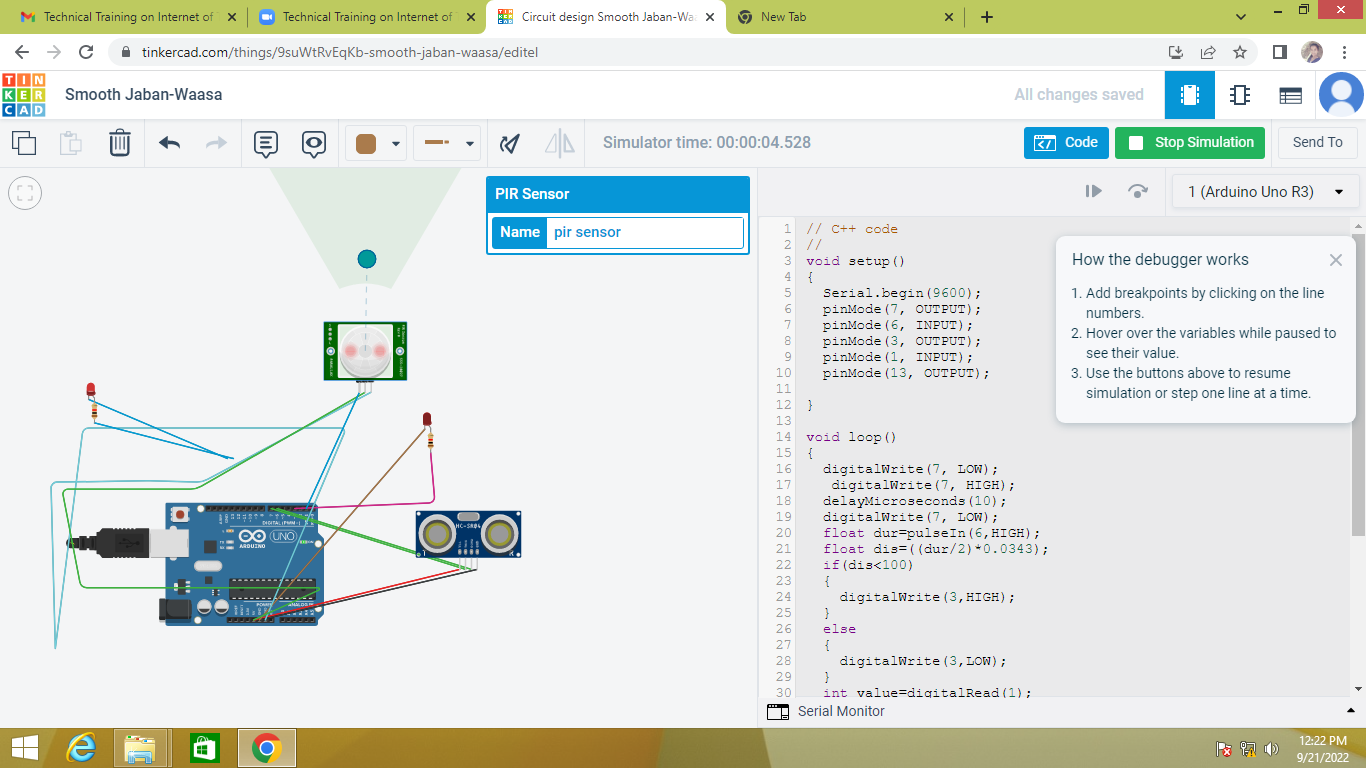 Technical Training on Internet of
Technical Training on Internet of
Circuit design Smooth Jaban-Waa
New Tab
tinkercad.com/things/9suWtRvEqKb-smooth-jaban-waasa/editel
TIN
KER
CAD
Smooth Jaban-Waasa
All changes saved
Simulator time: 00:00:04.528
Code
Stop Simulation
Send To
PIR Sensor
Name pir sensor
1 (Arduino Uno R3)
1 // C++ code
2 //
3 void setup()
4 {
5 Serial.begin(9600);
6 pinMode(7, OUTPUT);
7 pinMode(6, INPUT);
8 pinMode(3, OUTPUT);
9 pinMode(1, INPUT);
10 pinMode(13, OUTPUT);
11
12 }
13
14 void loop()
15 {
16 digitalWrite(7, LOW);
17 digitalWrite(7, HIGH);
18 delayMicroseconds(10);
19 digitalWrite(7, LOW);
20 float dur=pulseIn(6,HIGH);
21 float dis=((dur/2)*0.0343);
22 if(dis<100)
23 {
24 digitalWrite(3,HIGH);
25 }
26 else
27 {
28 digitalWrite(3,LOW);
29 }
30 int value=digitalRead(1);
How the debugger works
1. Add breakpoints by clicking on the line
numbers.
2. Hover over the variables while paused to
see their value.
3. Use the buttons above to resume
simulation or step one line at a time.
HC-SR04
DIGITAL (PWM~)
UNO
ARDUINO
POWER
ANALOG IN
Serial Monitor
12:22 PM
9/21/2022